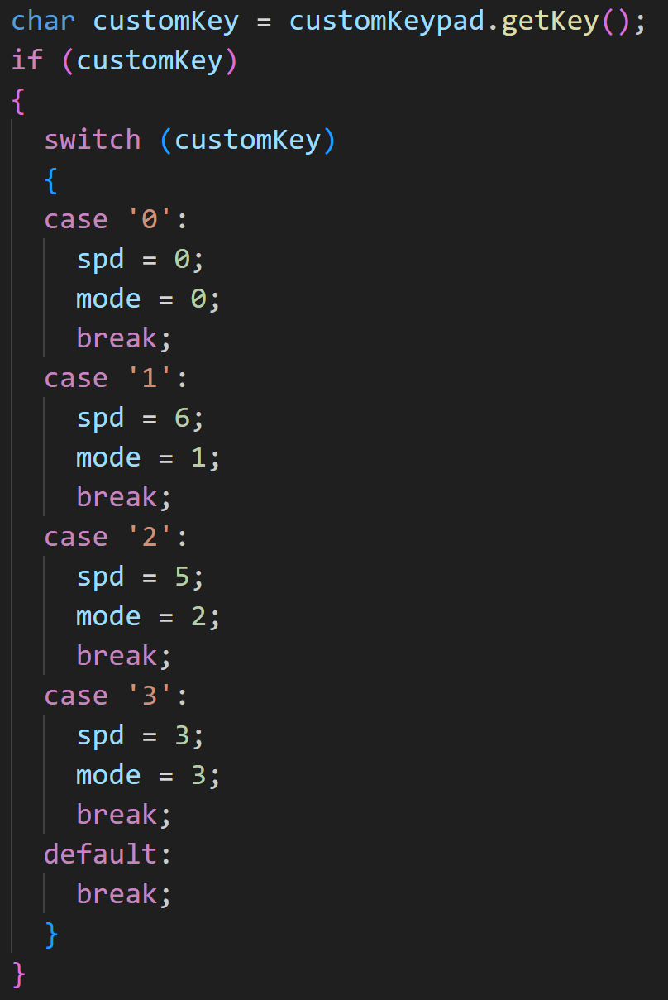 char customKey = customKeypad.getKey();
if (customKey)
{
  switch (customKey)
  {
  case '0':
    spd = 0;
    mode = 0;
    break;
  case '1':
    spd = 6;
    mode = 1;
    break;
  case '2':
    spd = 5;
    mode = 2;
    break;
  case '3':
    spd = 3;
    mode = 3;
    break;
  default:
    break;
  }
}